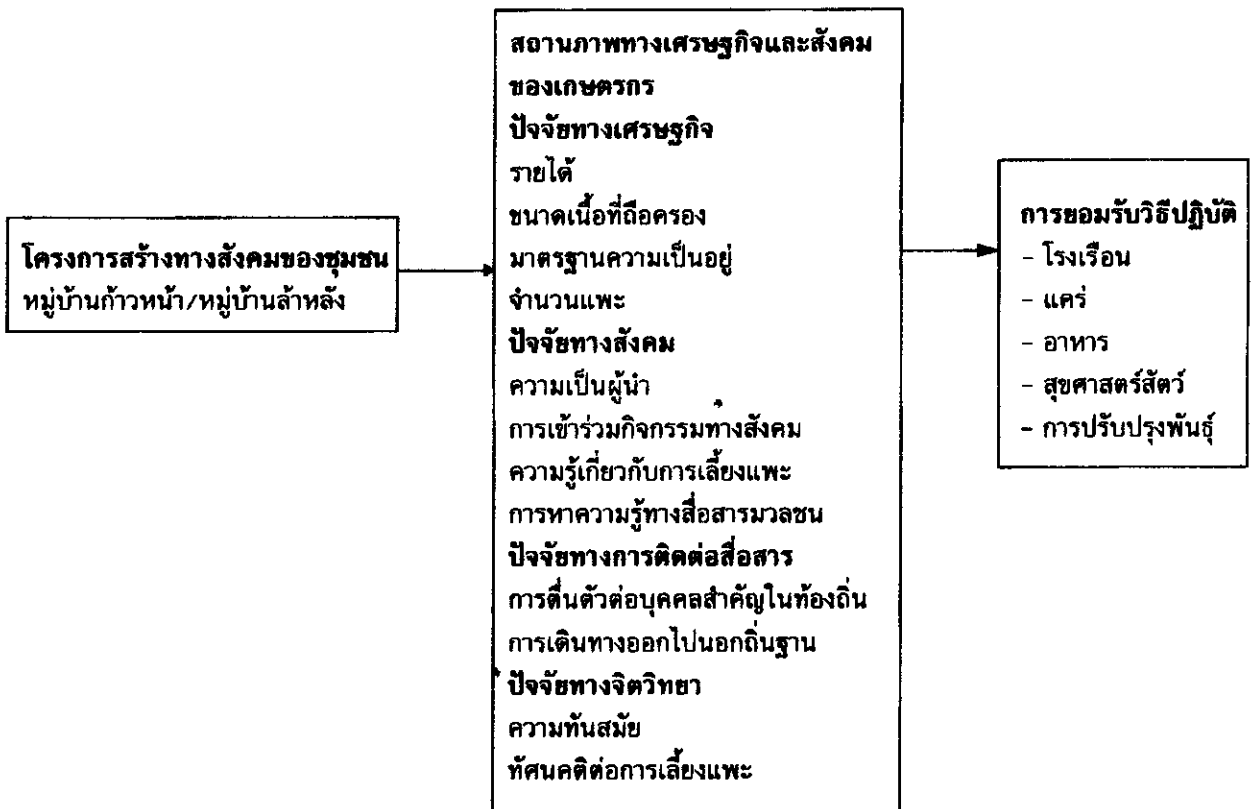 โครงการสร้างทางสังคมของชุมชน
หมู่บ้านก้าวหน้า/หมู่บ้านล้าหลัง
สถานภาพทางเศรษฐกิจและสังคม
ของเกษตรกร
ปัจจัยทางเศรษฐกิจ
รายได้
ขนาดเนื้อที่ถือครอง
มาตรฐานความเป็นอยู่
จำนวนแพะ
ปัจจัยทางสังคม
ความเป็นผู้นำ
การเข้าร่วมกิจกรรมทางสังคม
ความรู้เกี่ยวกับการเลี้ยงแพะ
การหาความรู้ทางสื่อสารมวลชน
ปัจจัยทางการติดต่อสื่อสาร
การตื่นตัวต่อบุคคลสำคัญในท้องถิ่น
การเดินทางออกไปนอกถิ่นฐาน
ปัจจัยทางจิตวิทยา
ความทันสมัย
ทัศนคติต่อการเลี้ยงแพะ
การยอมรับวิธีปฏิบัติ
- โรงเรือน
- แคร่
- อาหาร
- สุขศาสตร์สัตว์
- การปรับปรุงพันธุ์